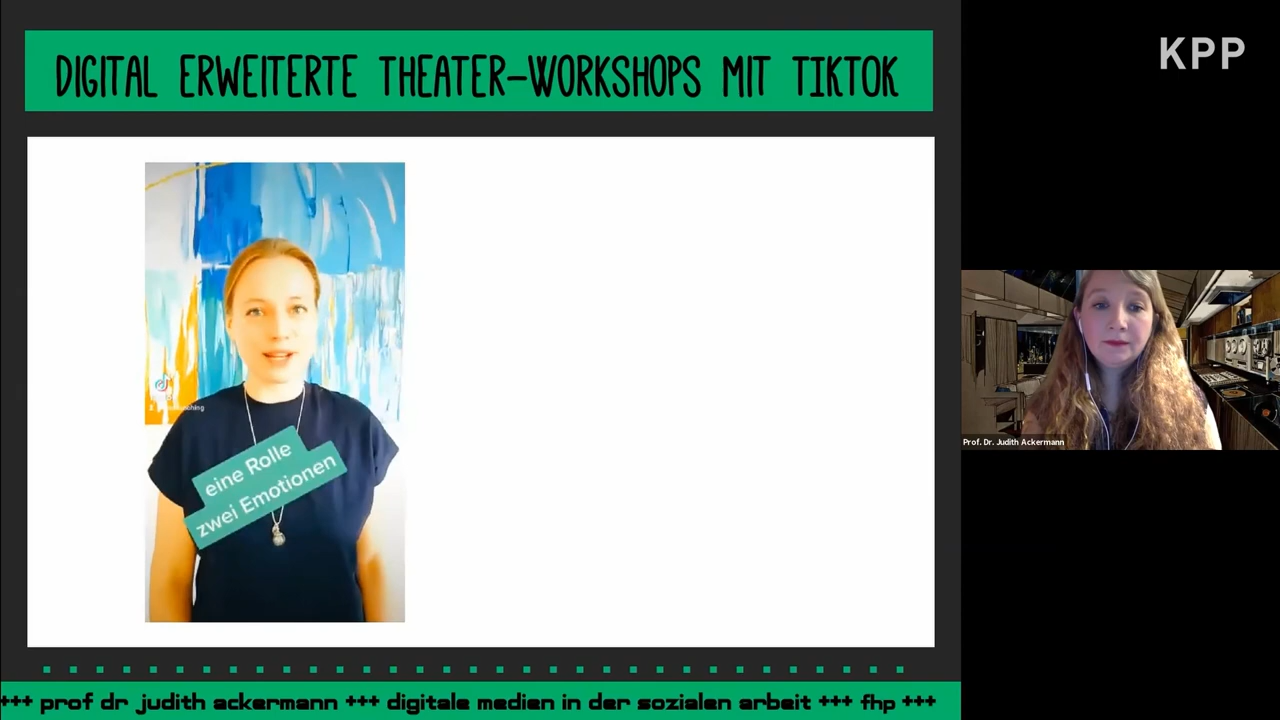 DIGITAL ERWEITERTE THEATER-WORKSHOPS MIT TIKTOK
KPP
eine Rolle
zwei Emotionen
Prof. Dr. Judith Ackermann
+++ prof dr judith ackermann +++ digitale medien in der sozialen arbeit +++ fhp +++